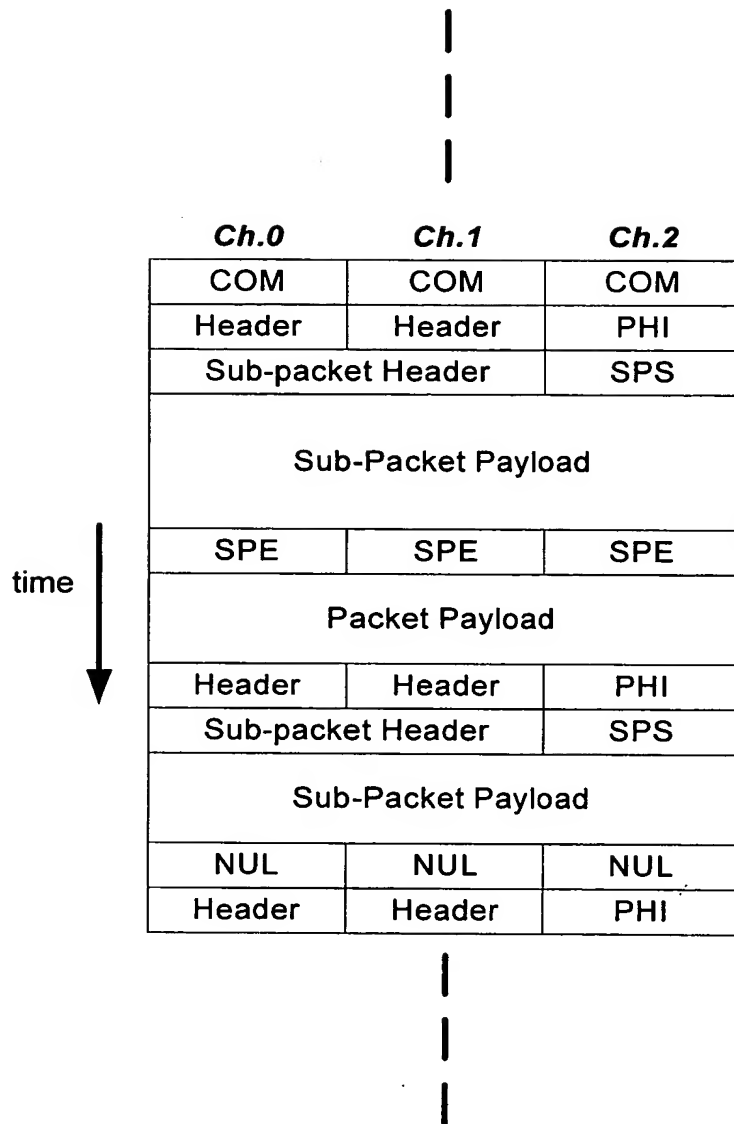 Ch.0 Ch.1 Ch.2
COM COM COM
Header Header PHI
Sub-packet Header SPS
Sub-Packet Payload
SPE SPE SPE
time
Packet Payload
Header Header PHI
Sub-packet Header SPS
Sub-Packet Payload
NUL NUL NUL
Header Header PHI